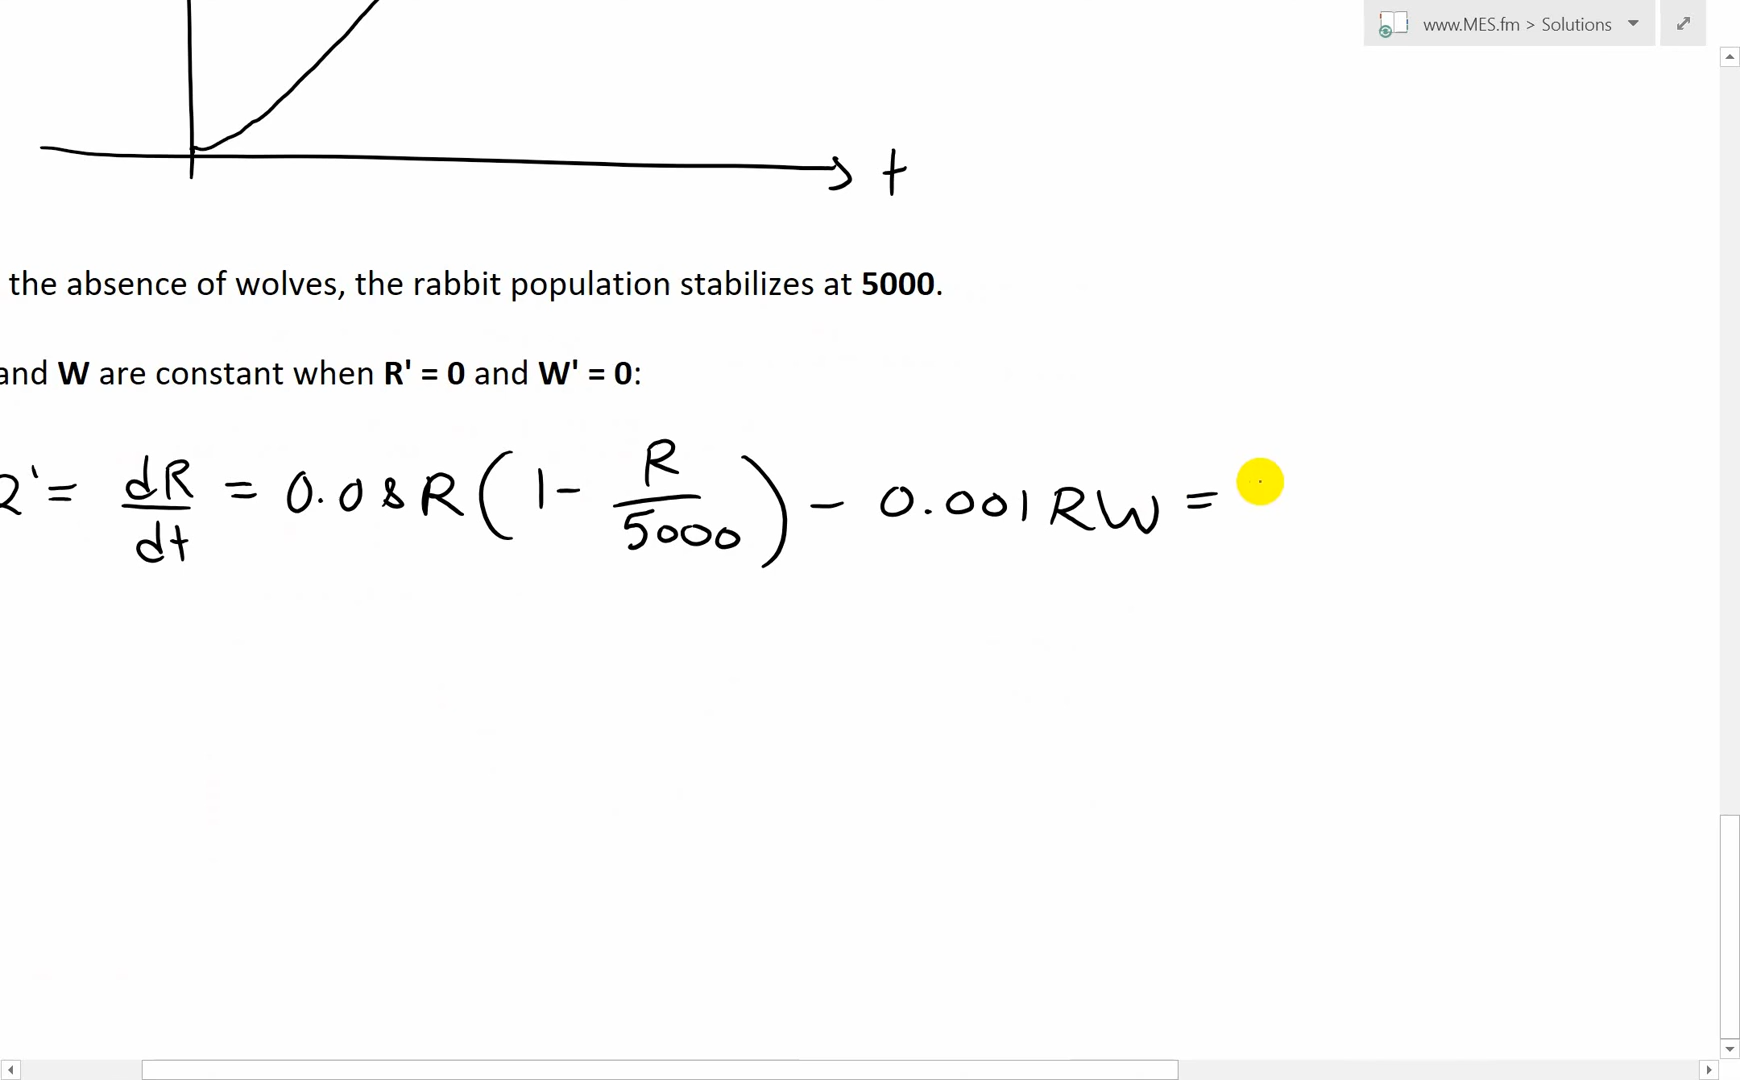 www.MES.fm > Solutions
t
the absence of wolves, the rabbit population stabilizes at 5000.
and W are constant when R' = 0 and W' = 0:
R' = dR/dt = 0.08R(1 - R/5000) - 0.001RW =